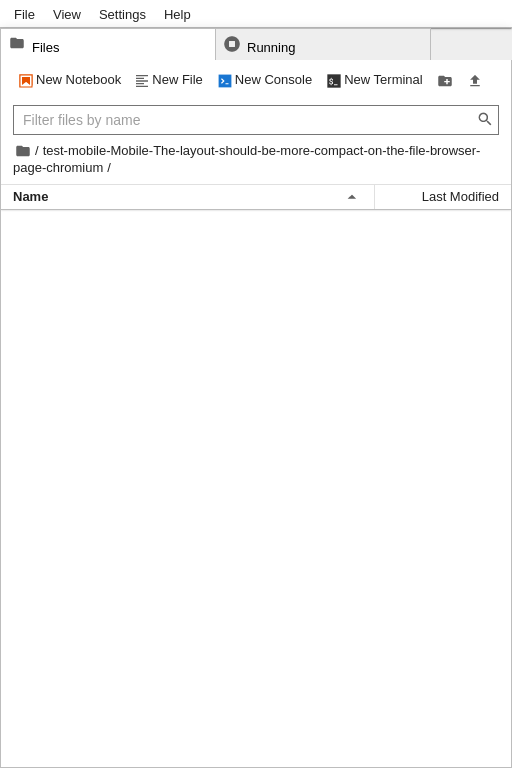 File View Settings Help
Files Running
New Notebook New File New Console New Terminal
Filter files by name
/ test-mobile-Mobile-The-layout-should-be-more-compact-on-the-file-browser-
page-chromium /
Name Last Modified